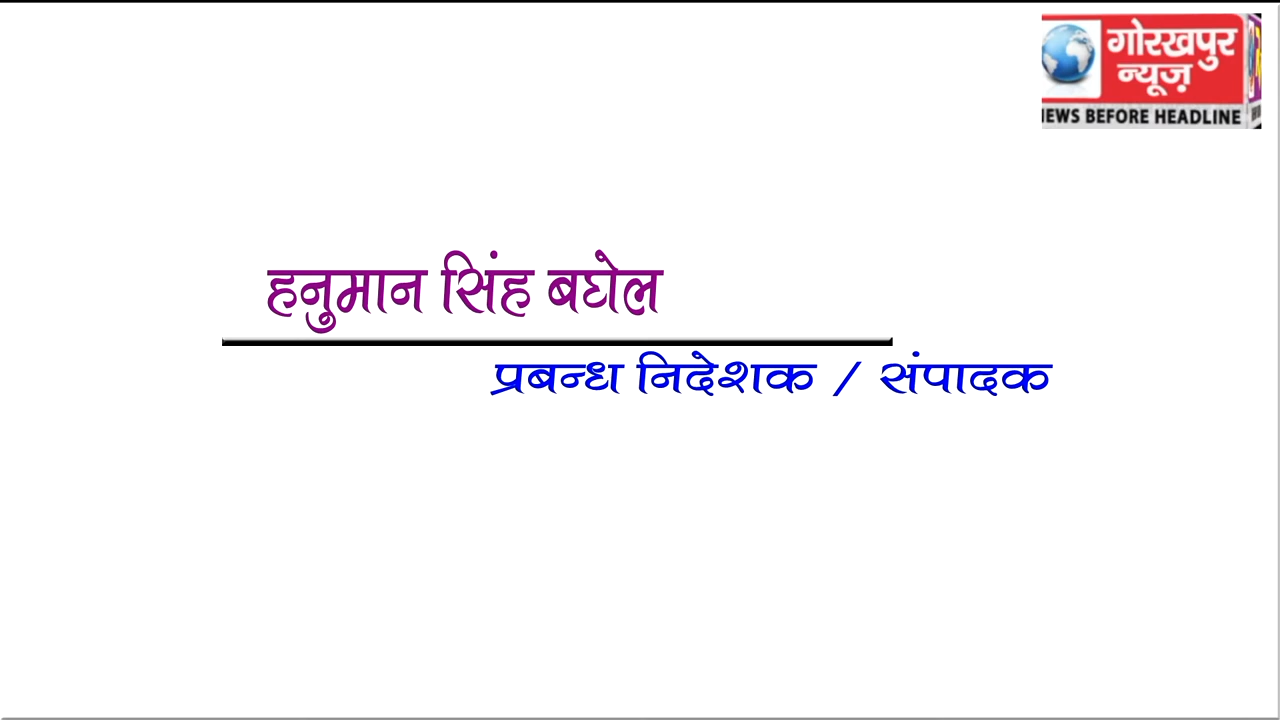 गोरखपुर
न्यूज़
NEWS BEFORE HEADLINE
हनुमान सिंह बघेल
प्रबन्ध निदेशक / संपादक